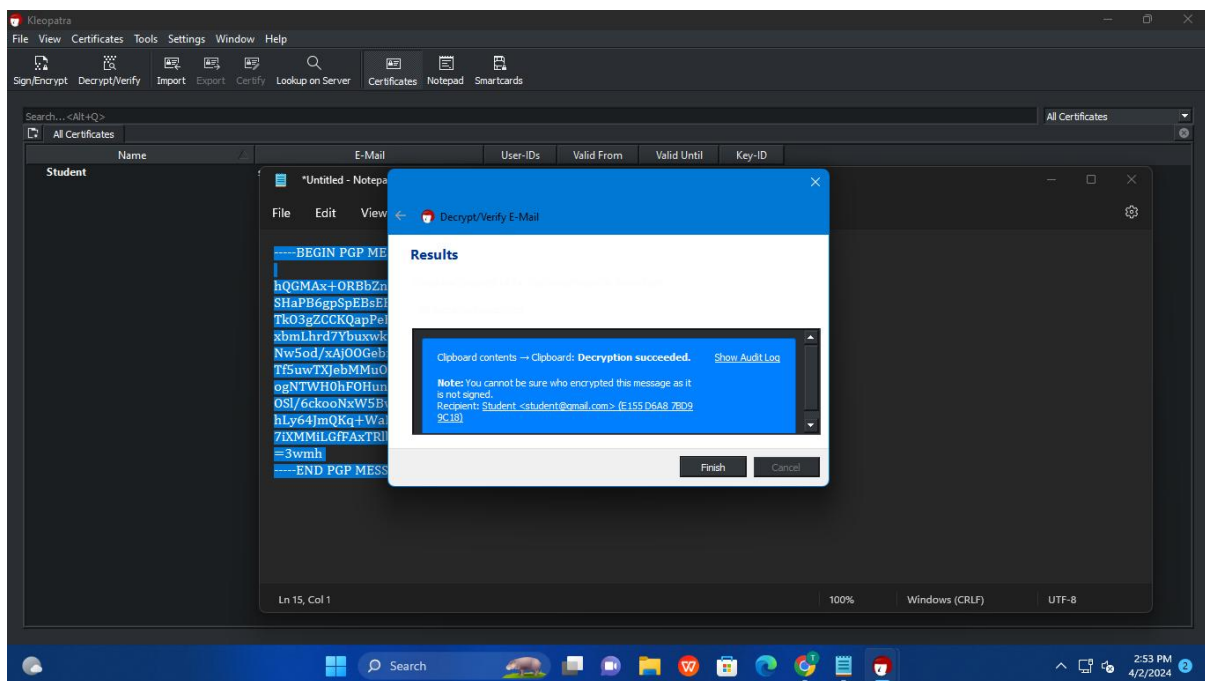 Kleopatra
File View Certificates Tools Settings Window Help
Sign/Encrypt Decrypt/Verify Import Export Certify Lookup on Server Certificates Notepad Smartcards
Search...<Alt+Q> All Certificates
All Certificates
Name E-Mail User-IDs Valid From Valid Until Key-ID
Student
*Untitled - Notepa
File Edit View
Decrypt/Verify E-Mail
Results
-----BEGIN PGP ME
hQGMAx+ORBbZn
SHaPB6gpSpEBsE
TkO3gZCCKQapPe
xbmLhrd7Ybuxwk
Nw5od/xAjOOGeb
Tf5uwTXJebMMuO
ogNTWH0hFOHun
OSl/6ckooNxW5B
hLy64JmQKq+Wa
7iXMMiLGfFAxTRl
=3wmh
-----END PGP MESS
Clipboard contents → Clipboard: Decryption succeeded. Show Audit Log
Note: You cannot be sure who encrypted this message as it
is not signed.
Recipient: Student <student@gmail.com> (E155 D6A8 7BD9
9C18)
Finish Cancel
Ln 15, Col 1 100% Windows (CRLF) UTF-8
Search
2:53 PM
4/2/2024
2